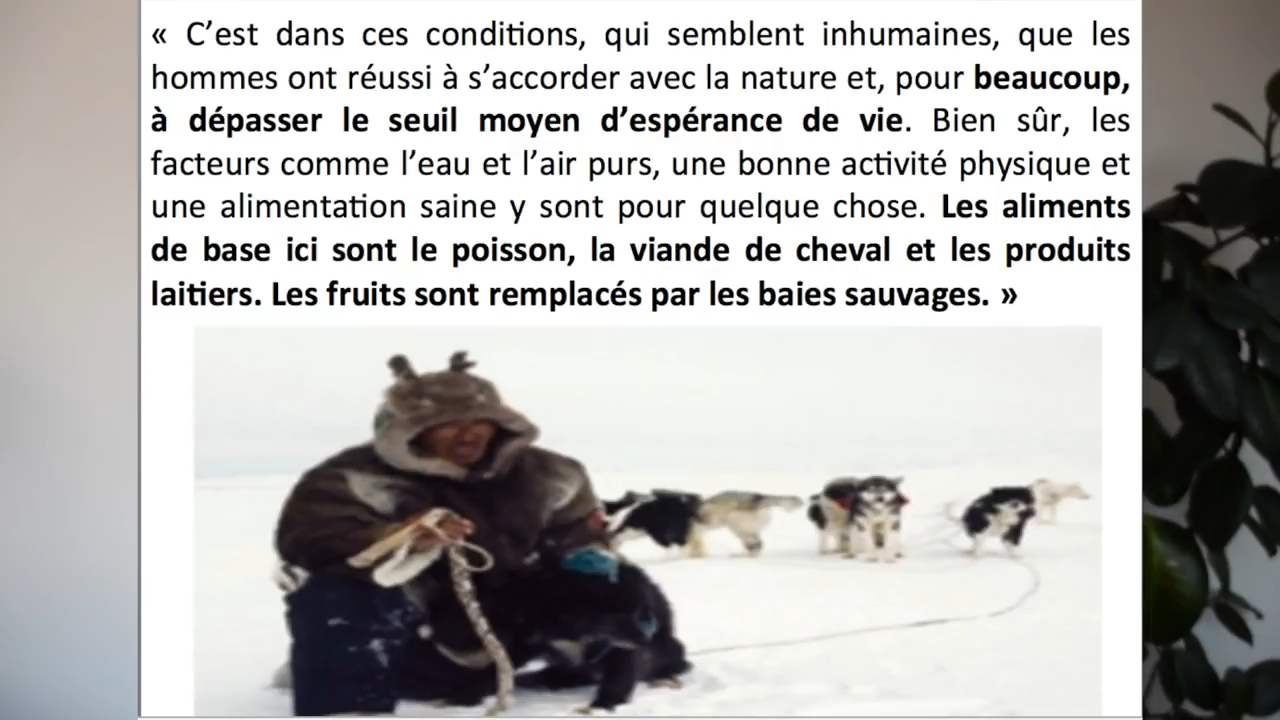 « C’est dans ces conditions, qui semblent inhumaines, que les
hommes ont réussi à s’accorder avec la nature et, pour beaucoup,
à dépasser le seuil moyen d’espérance de vie. Bien sûr, les
facteurs comme l’eau et l’air purs, une bonne activité physique et
une alimentation saine y sont pour quelque chose. Les aliments
de base ici sont le poisson, la viande de cheval et les produits
laitiers. Les fruits sont remplacés par les baies sauvages. »